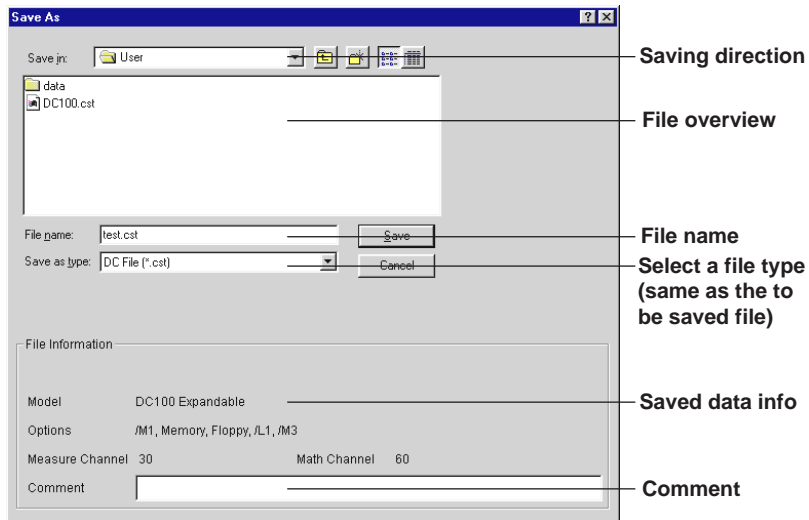 Save As
Save in: User
Saving direction
data
DC100.cst
File overview
File name: test.cst Save
File name
Save as type: DC File (*.cst) Cancel
Select a file type
(same as the to
be saved file)
File Information
Model DC100 Expandable
Saved data info
Options /M1, Memory, Floppy, /L1, /M3
Measure Channel 30 Math Channel 60
Comment
Comment